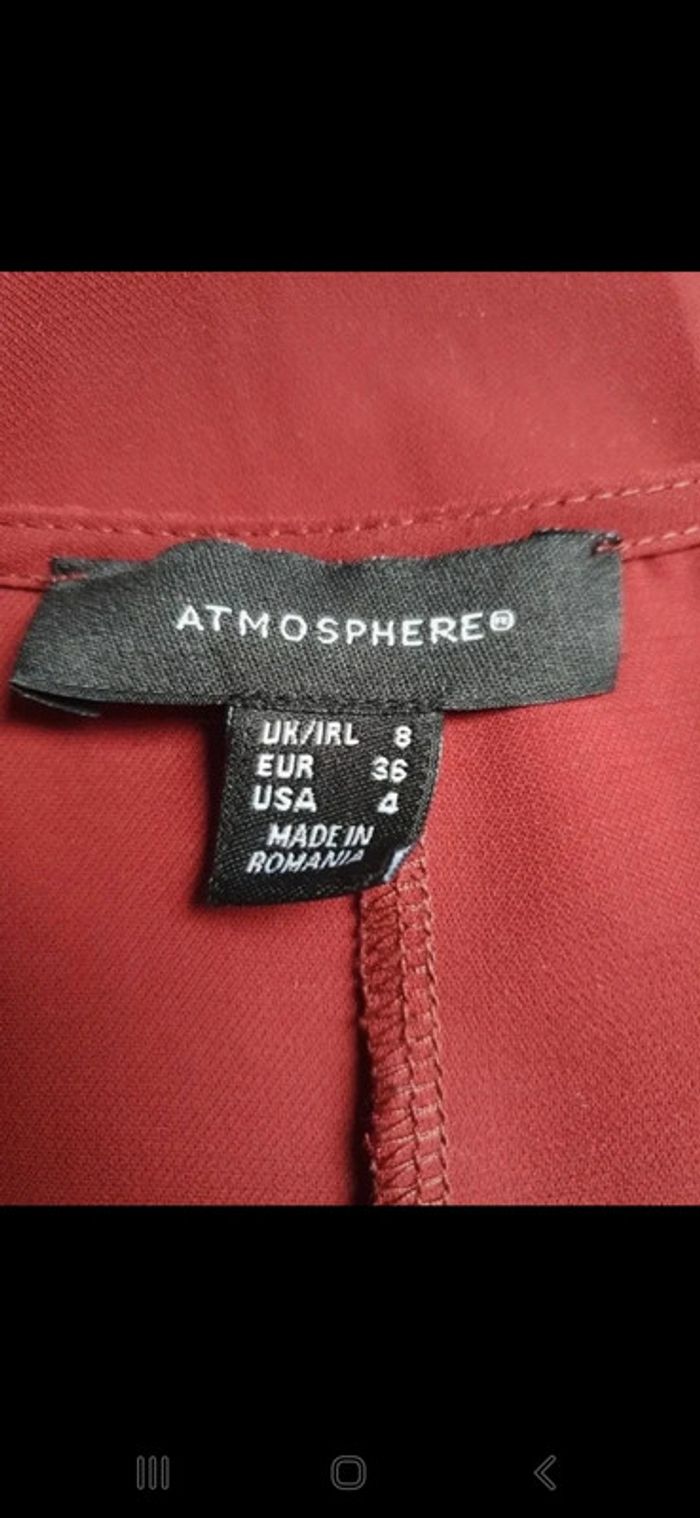 ATMOSPHERE
UK/IRL 8
EUR 36
USA 4
MADE IN
ROMANIA